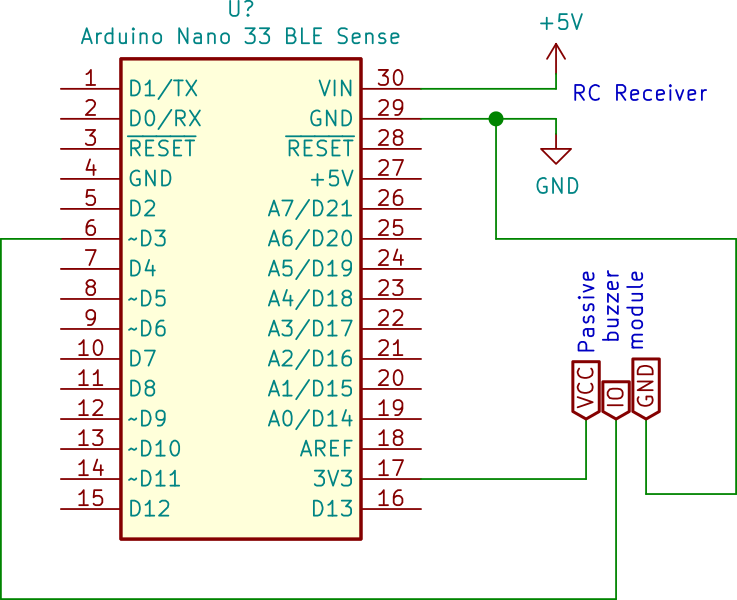 U?
Arduino Nano 33 BLE Sense
+5V
RC Receiver
GND
1 D1/TX VIN 30
2 D0/RX GND 29
3 RESET RESET 28
4 GND +5V 27
5 D2 A7/D21 26
6 ~D3 A6/D20 25
7 D4 A5/D19 24
8 ~D5 A4/D18 23
9 ~D6 A3/D17 22
10 D7 A2/D16 21
11 D8 A1/D15 20
12 ~D9 A0/D14 19
13 ~D10 AREF 18
14 ~D11 3V3 17
15 D12 D13 16
Passive
buzzer
module
VCC
IO
GND